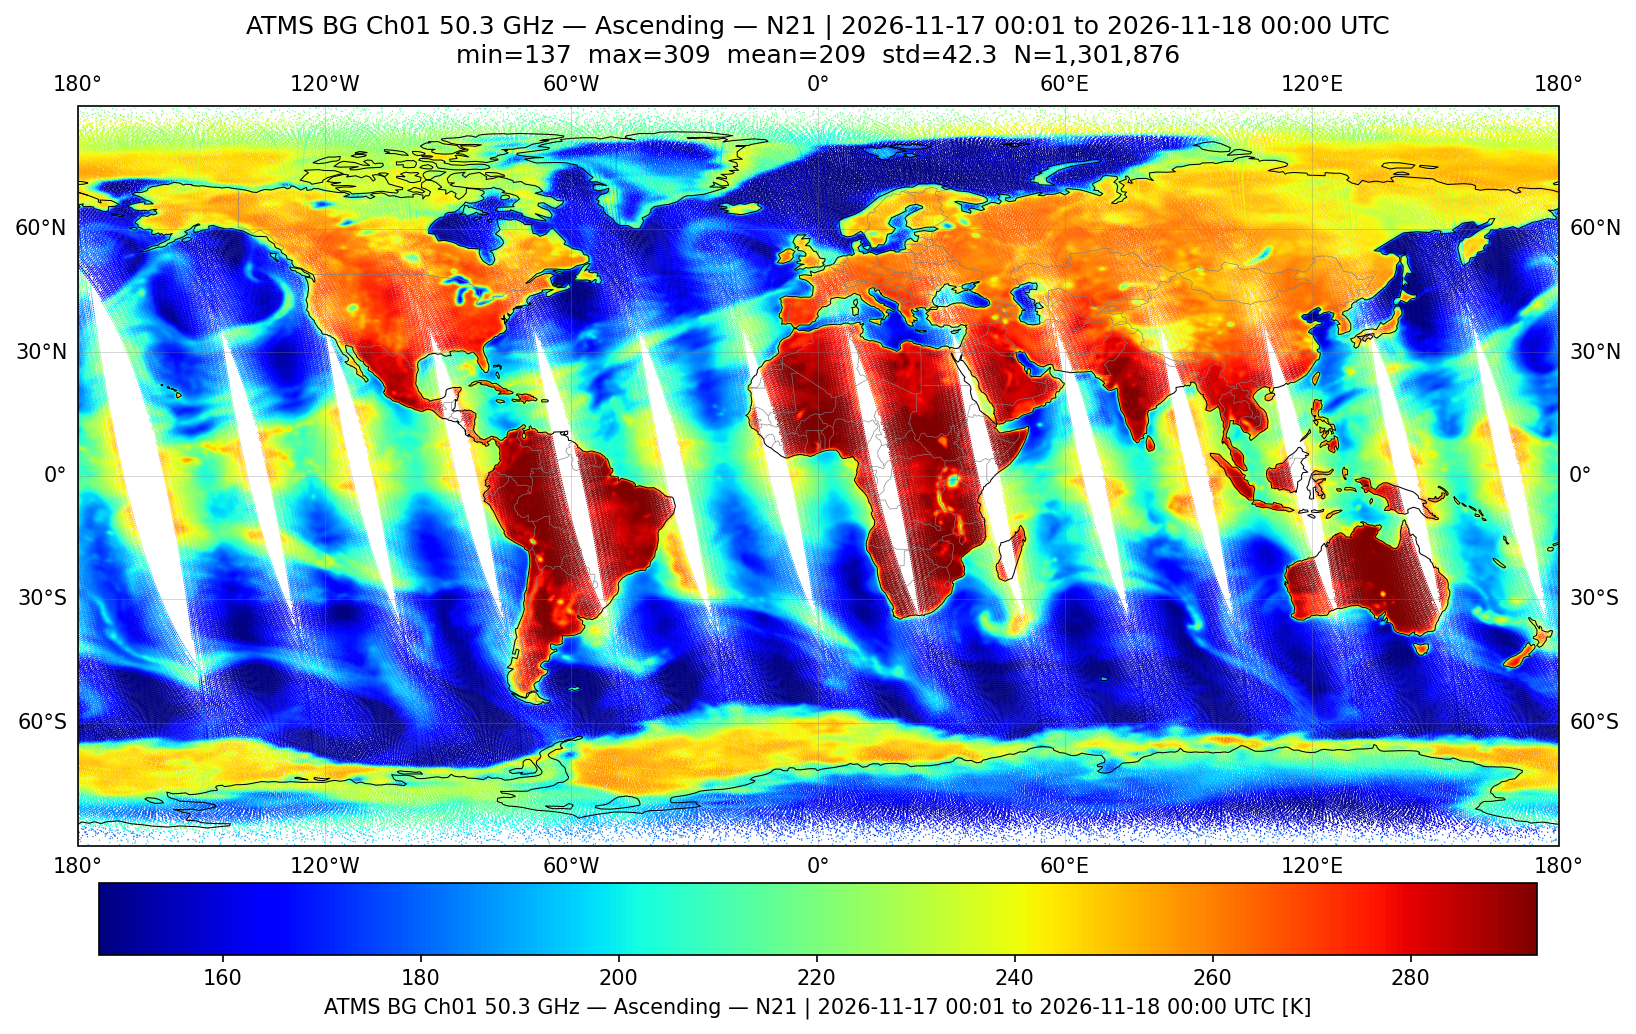 ATMS BG Ch01 50.3 GHz — Ascending — N21 | 2026-11-17 00:01 to 2026-11-18 00:00 UTC
min=137  max=309  mean=209  std=42.3  N=1,301,876
180° 120°W 60°W 0° 60°E 120°E 180°
60°N 60°N
30°N 30°N
0° 0°
30°S 30°S
60°S 60°S
180° 120°W 60°W 0° 60°E 120°E 180°
160 180 200 220 240 260 280
ATMS BG Ch01 50.3 GHz — Ascending — N21 | 2026-11-17 00:01 to 2026-11-18 00:00 UTC [K]